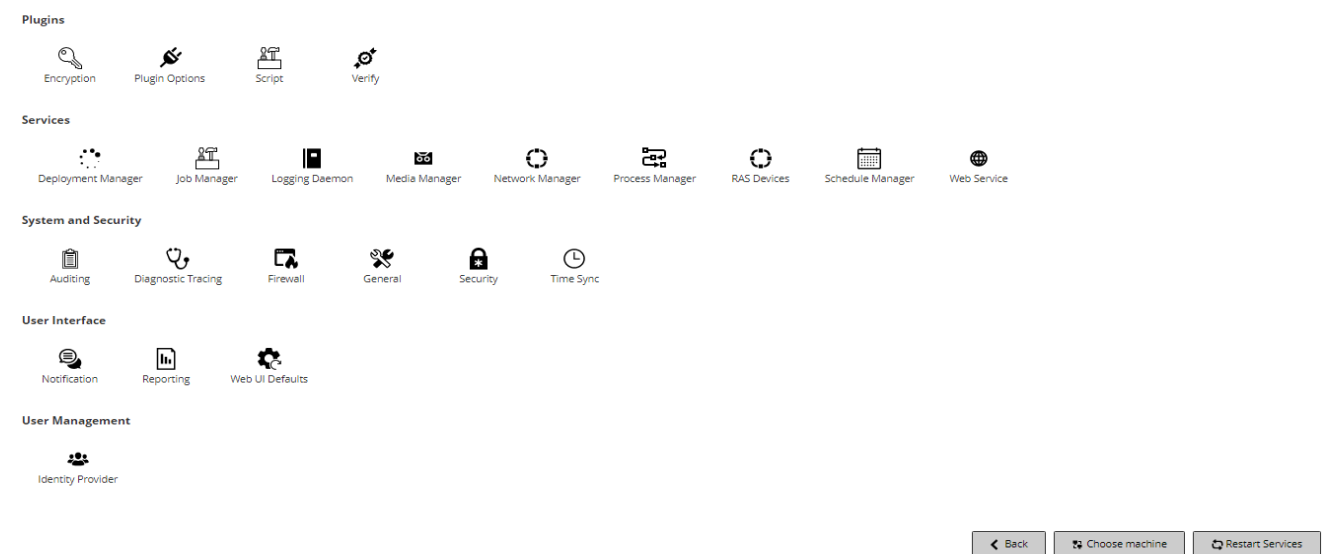 Plugins
Encryption Plugin Options Script Verify
Services
Deployment Manager Job Manager Logging Daemon Media Manager Network Manager Process Manager RAS Devices Schedule Manager Web Service
System and Security
Auditing Diagnostic Tracing Firewall General Security Time Sync
User Interface
Notification Reporting Web UI Defaults
User Management
Identity Provider
Back Choose machine Restart Services